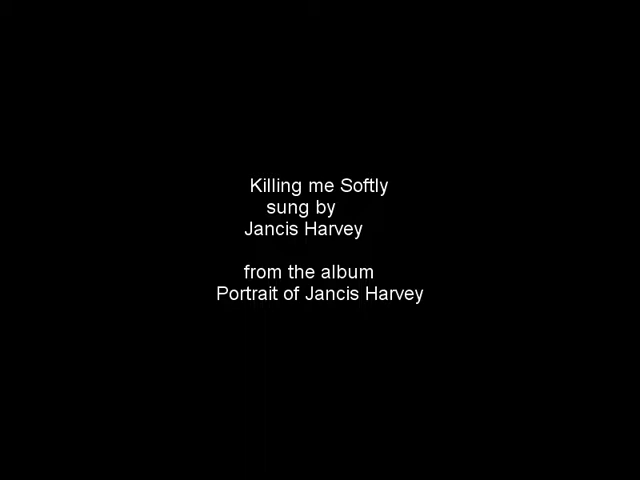 Killing me Softly
sung by
Jancis Harvey
from the album
Portrait of Jancis Harvey